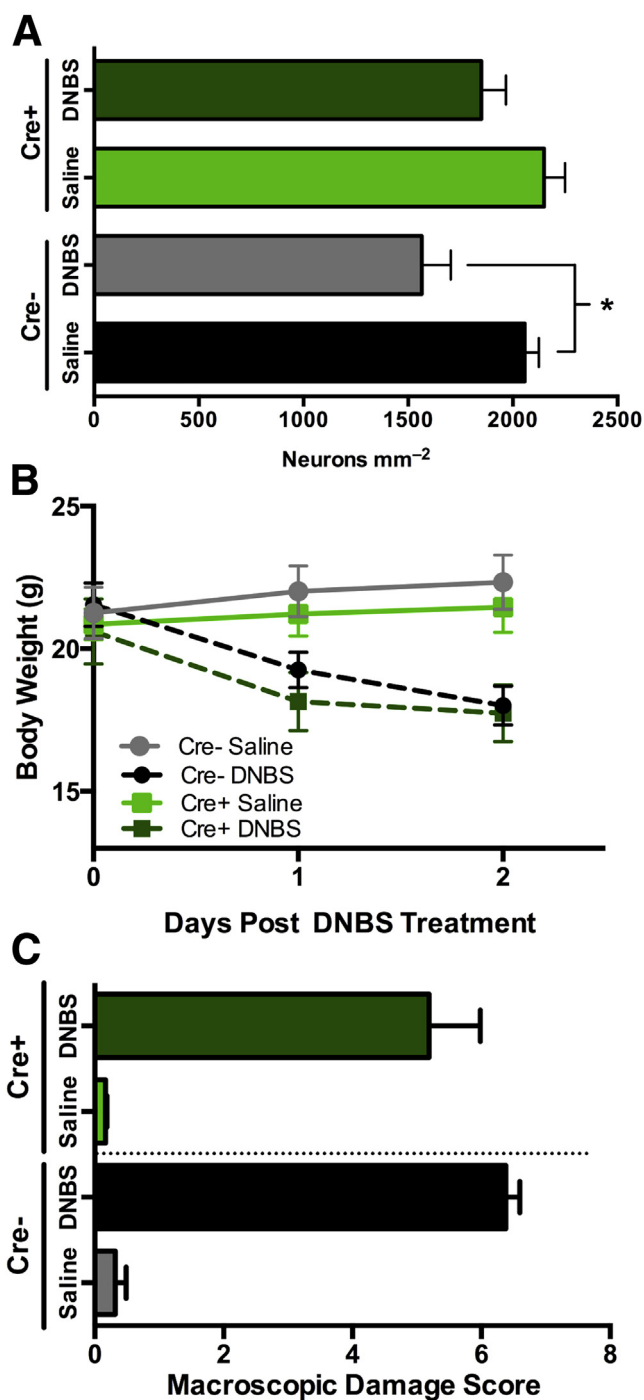 A
Cre+
DNBS
Saline
Cre-
DNBS
Saline
*
0 500 1000 1500 2000 2500
Neurons mm⁻²
B
25
20
15
Body Weight (g)
Cre- Saline
Cre- DNBS
Cre+ Saline
Cre+ DNBS
0 1 2
Days Post DNBS Treatment
C
Cre+
DNBS
Saline
Cre-
DNBS
Saline
0 2 4 6 8
Macroscopic Damage Score